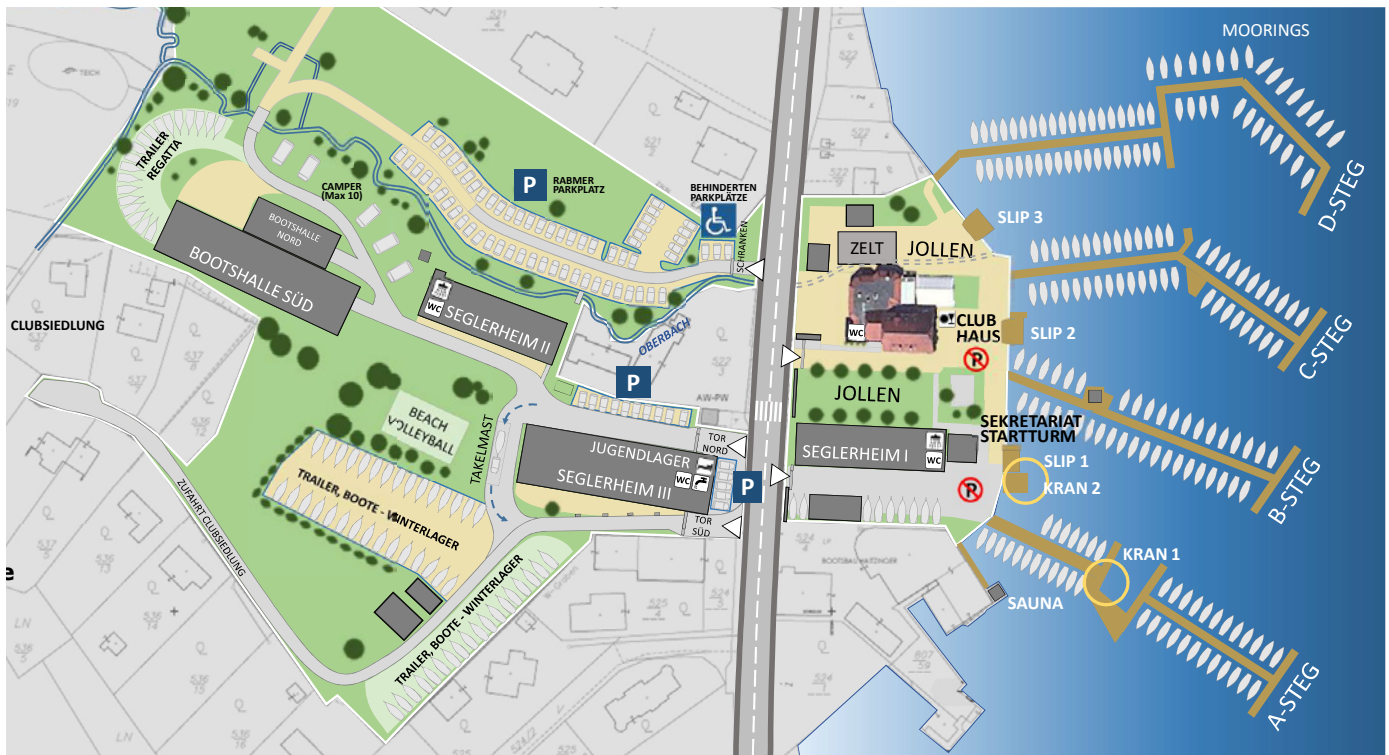 MOORINGS
D-STEG
C-STEG
B-STEG
A-STEG
TEICH
TRAILER
REGATTA
CAMPER
(Max 10)
P
RABMER
PARKPLATZ
BEHINDERTEN
PARKPLÄTZE
SCHRANKEN
BOOTSHALLE
NORD
BOOTSHALLE SÜD
WC
SEGLERHEIM II
OBERBACH
CLUBSIEDLUNG
ZUFAHRT CLUBSIEDLUNG
BEACH
VOLLEYBALL
TAKELMAST
P
AW-PW
TOR
NORD
JUGENDLAGER
SEGLERHEIM III
WC
P
TOR
SÜD
TRAILER, BOOTE - WINTERLAGER
TRAILER, BOOTE - WINTERLAGER
e
SLIP 3
ZELT
JOLLEN
WC
CLUB
HAUS
SLIP 2
P
JOLLEN
SEKRETARIAT
STARTTURM
SEGLERHEIM I
WC
SLIP 1
KRAN 2
P
KRAN 1
SAUNA